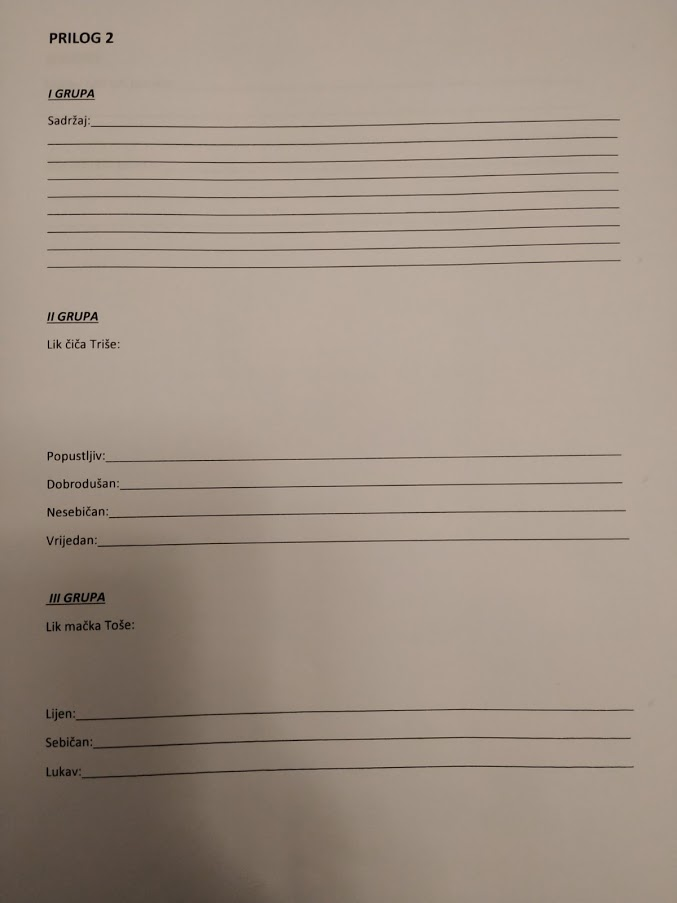 PRILOG 2
I GRUPA
Sadržaj:
II GRUPA
Lik čiča Triše:
Popustljiv:
Dobrodušan:
Nesebičan:
Vrijedan:
III GRUPA
Lik mačka Toše:
Lijen:
Sebičan:
Lukav: